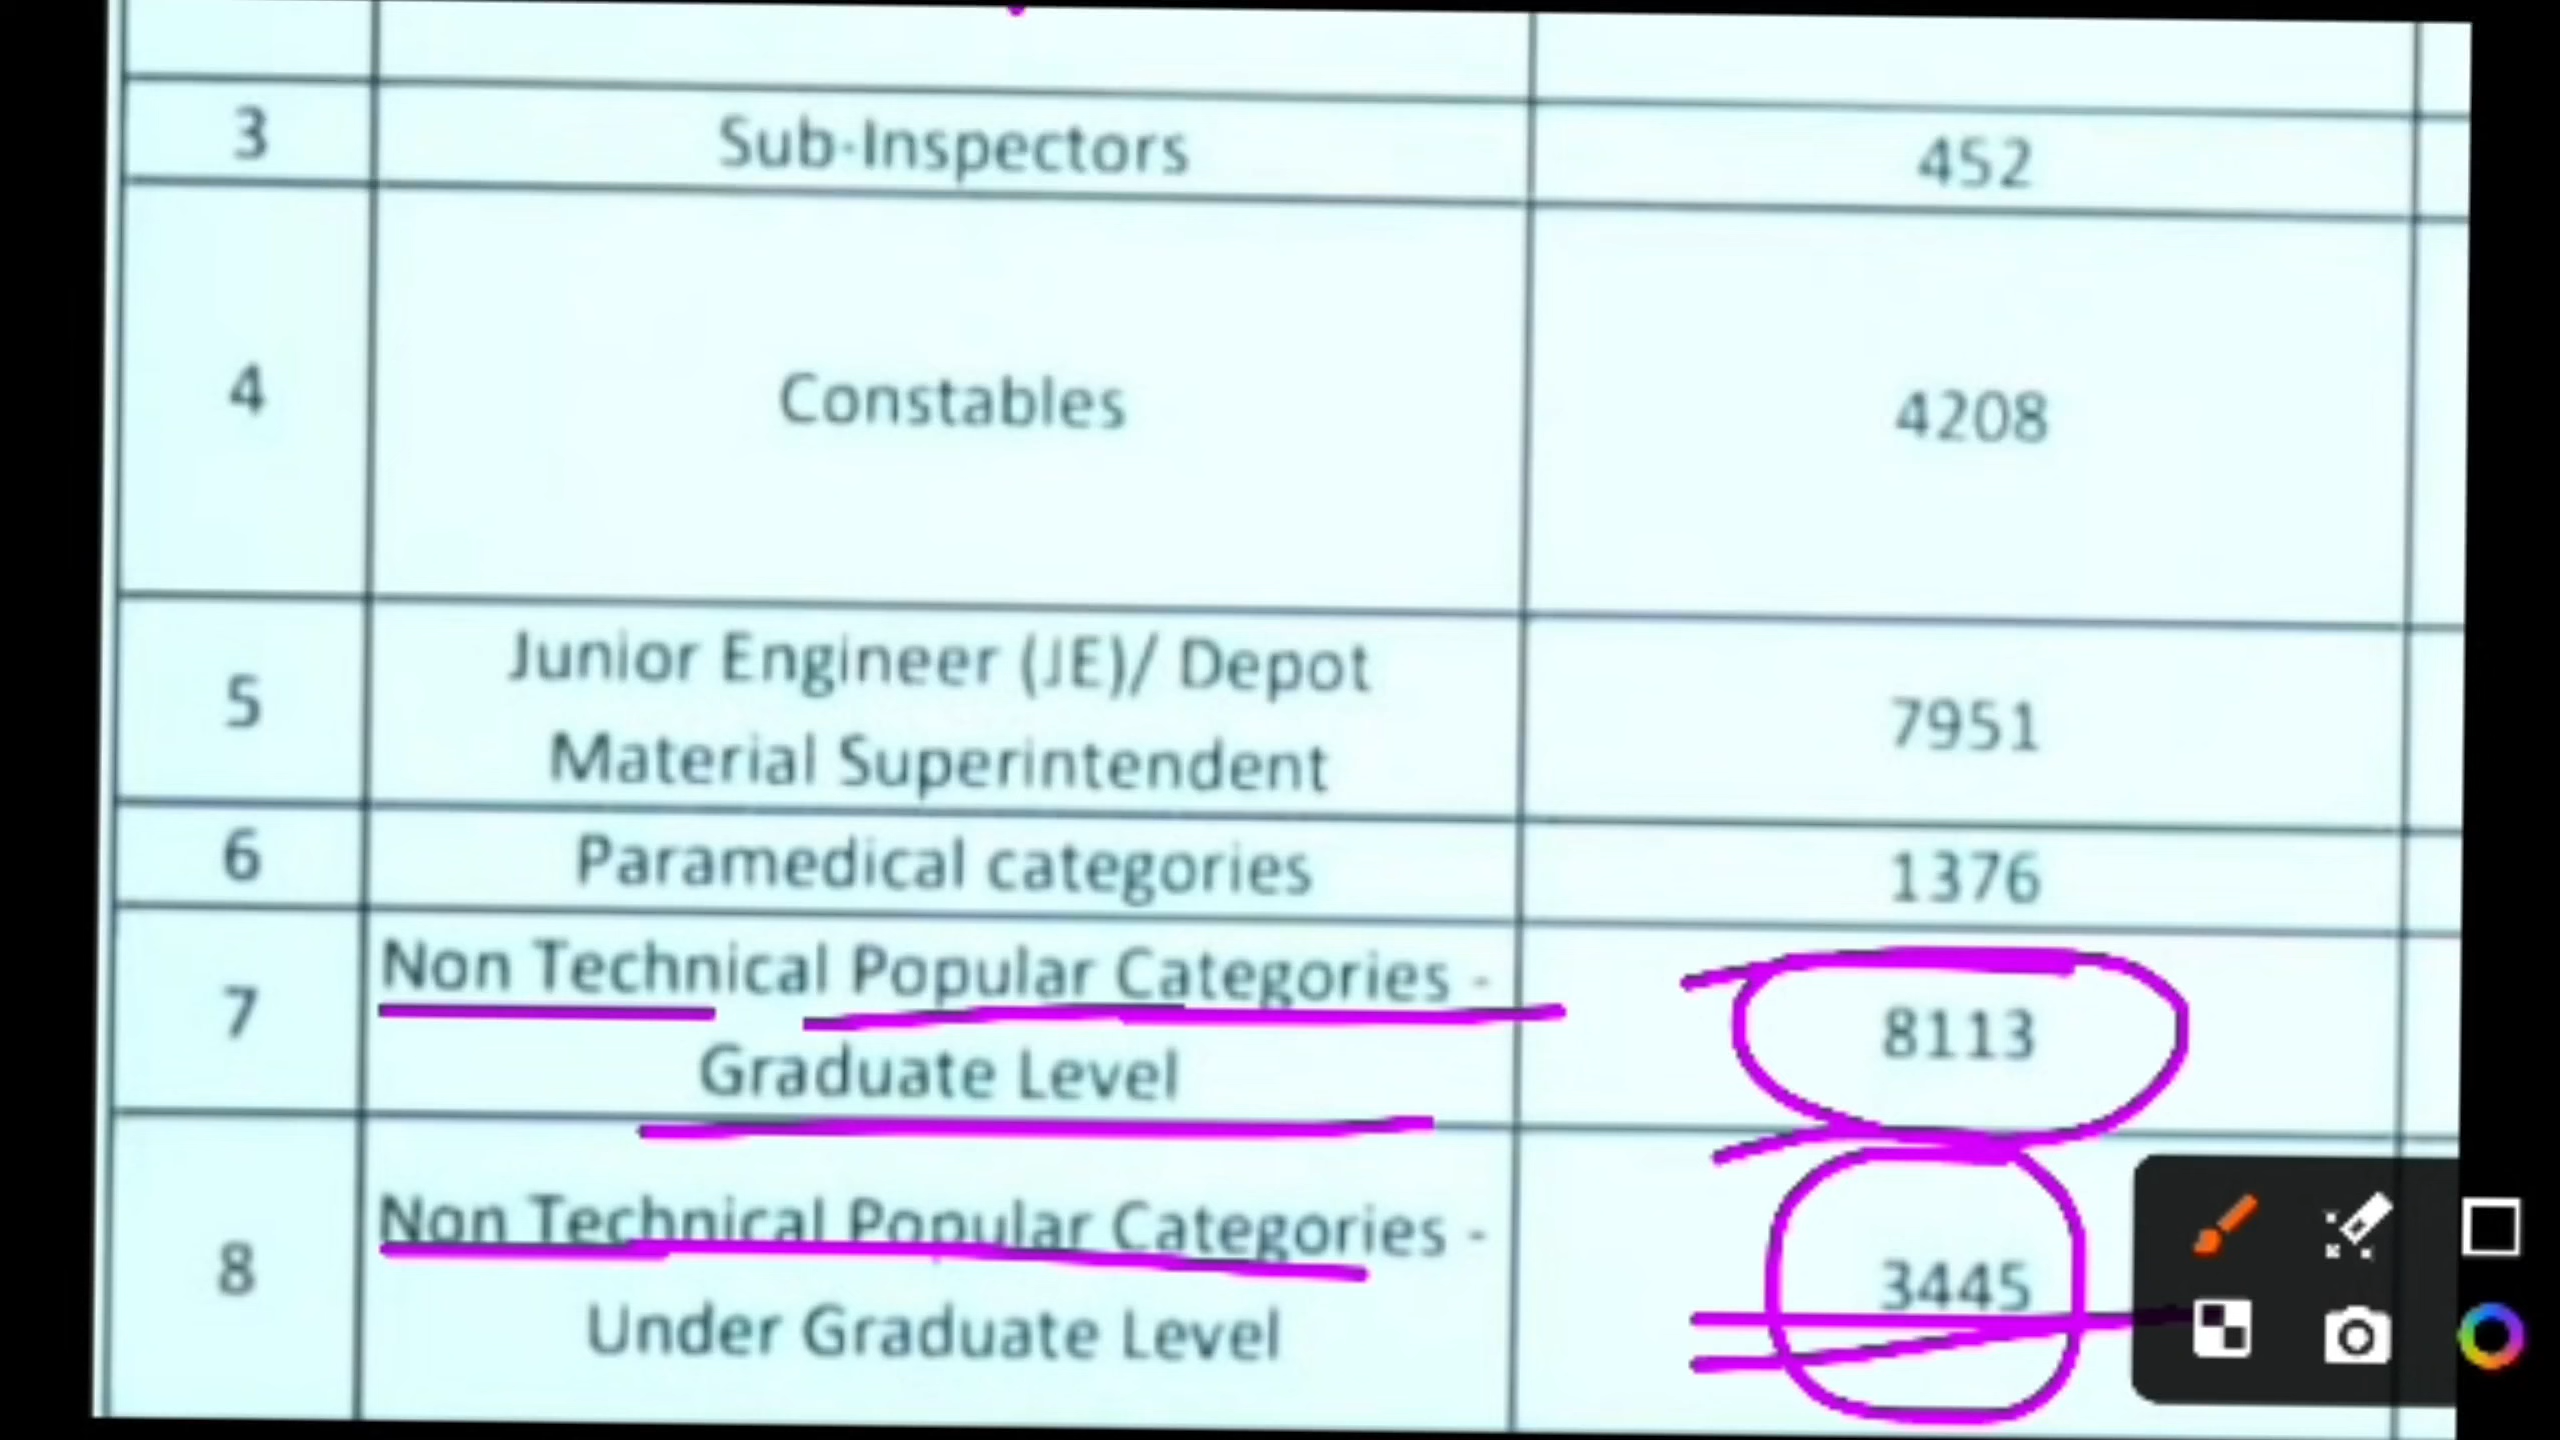 3 Sub-Inspectors 452
4 Constables 4208
5 Junior Engineer (JE)/ Depot
Material Superintendent 7951
6 Paramedical categories 1376
7 Non Technical Popular Categories -
Graduate Level 8113
8 Non Technical Popular Categories -
Under Graduate Level 3445